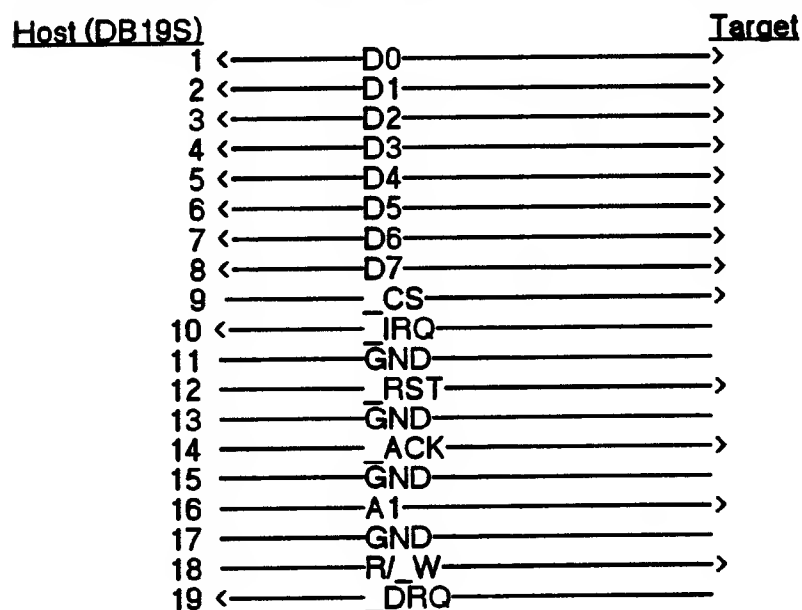 Host (DB19S) Target
1 <——D0——>
2 <——D1——>
3 <——D2——>
4 <——D3——>
5 <——D4——>
6 <——D5——>
7 <——D6——>
8 <——D7——>
9 ——_CS——>
10 <——_IRQ——
11 ——GND——
12 ——_RST——>
13 ——GND——
14 ——_ACK——>
15 ——GND——
16 ——A1——>
17 ——GND——
18 ——R/_W——>
19 <——_DRQ——